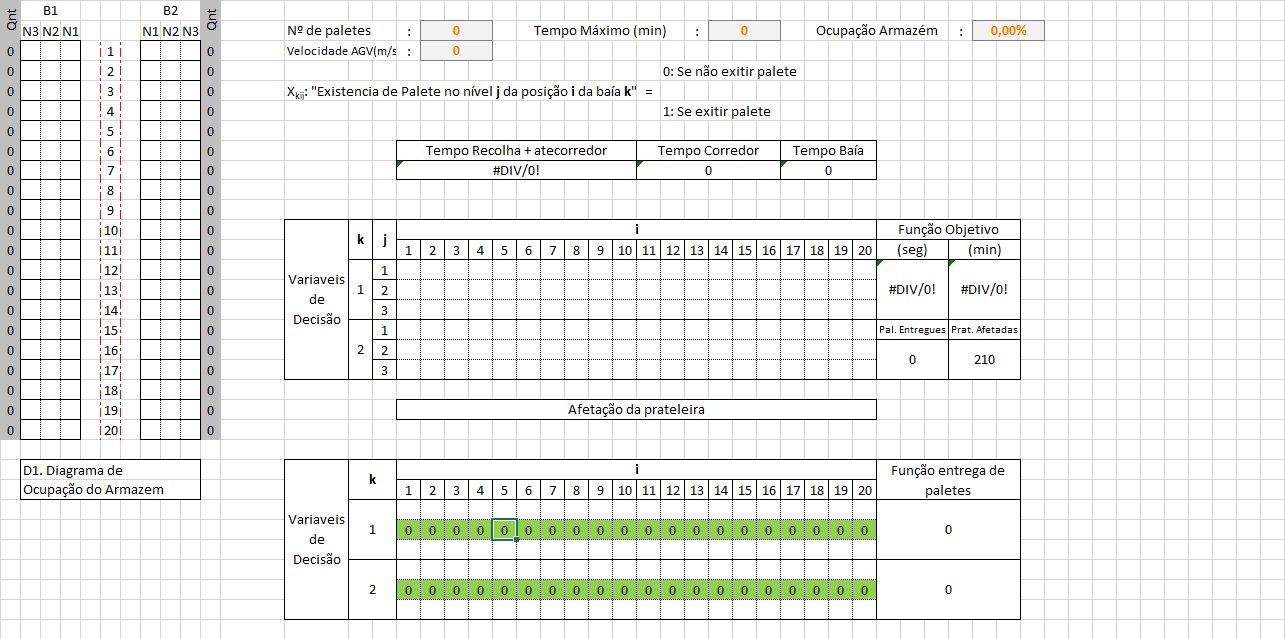 B1 B2
Qnt N3 N2 N1 N1 N2 N3 Qnt
Nº de paletes : 0 Tempo Máximo (min) : 0 Ocupação Armazém : 0,00%
0 1 0 Velocidade AGV(m/s : 0
0 2 0 0: Se não exitir palete
0 3 0 Xkij: "Existencia de Palete no nível j da posição i da baía k" =
0 4 0 1: Se exitir palete
0 5 0
0 6 0 Tempo Recolha + atecorredor Tempo Corredor Tempo Baía
0 7 0 #DIV/0! 0 0
0 8 0
0 9 0
0 10 0 i Função Objetivo
0 11 0 k j 1 2 3 4 5 6 7 8 9 10 11 12 13 14 15 16 17 18 19 20 (seg) (min)
0 12 0 1
0 13 0 Variaveis de Decisão 1 2 #DIV/0! #DIV/0!
0 14 0 3
0 15 0 1 Pal. Entregues Prat. Afetadas
0 16 0 2 2 0 210
0 17 0 3
0 18 0
0 19 0 Afetação da prateleira
0 20 0
D1. Diagrama de
Ocupação do Armazem
k i Função entrega de
1 2 3 4 5 6 7 8 9 10 11 12 13 14 15 16 17 18 19 20 paletes
Variaveis
de
Decisão
1 0 0 0 0 0 0 0 0 0 0 0 0 0 0 0 0 0 0 0 0 0
2 0 0 0 0 0 0 0 0 0 0 0 0 0 0 0 0 0 0 0 0 0